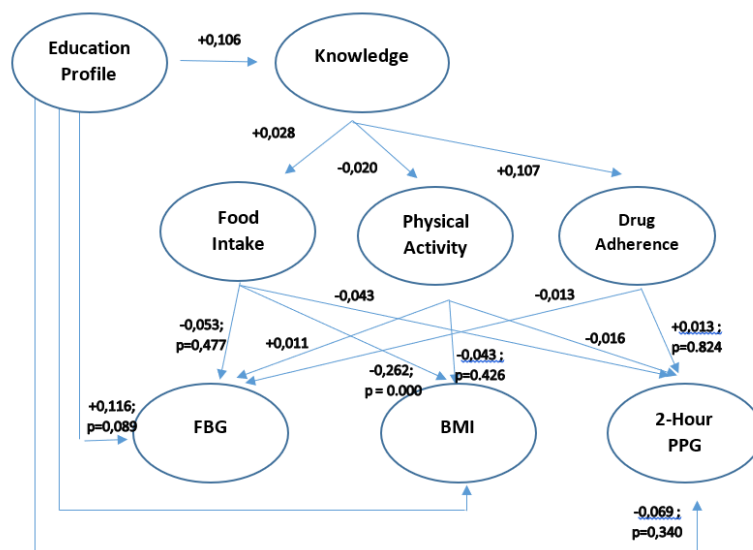 Education
Profile
+0,106
Knowledge
+0,028
-0,020
+0,107
Food
Intake
Physical
Activity
Drug
Adherence
-0,053;
p=0,477
+0,011
-0,043
-0,013
-0,262;
p = 0.000
-0,043 ;
p=0.426
-0,016
+0,013 ;
p=0.824
+0,116;
p=0,089
FBG
BMI
2-Hour
PPG
-0,069 ;
p=0,340